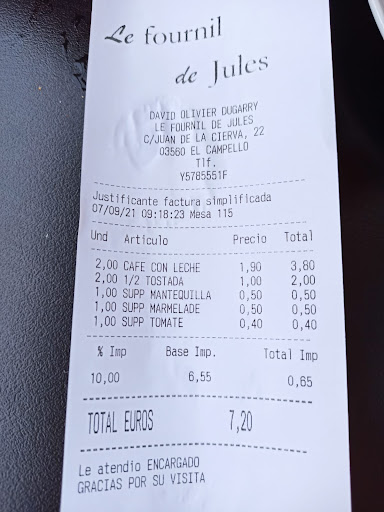 Le fournil
de Jules
DAVID OLIVIER DUGARRY
LE FOURNIL DE JULES
C/JUAN DE LA CIERVA, 22
03560 EL CAMPELLO
Tlf.
Y5785551F
Justificante factura simplificada
07/09/21 09:18:23 Mesa 115
Und Artículo Precio Total
2,00 CAFE CON LECHE 1,90 3,80
2,00 1/2 TOSTADA 1,00 2,00
1,00 SUPP MANTEQUILLA 0,50 0,50
1,00 SUPP MARMELADE 0,50 0,50
1,00 SUPP TOMATE 0,40 0,40
% Imp Base Imp. Total Imp
10,00 6,55 0,65
TOTAL EUROS 7,20
Le atendio ENCARGADO
GRACIAS POR SU VISITA